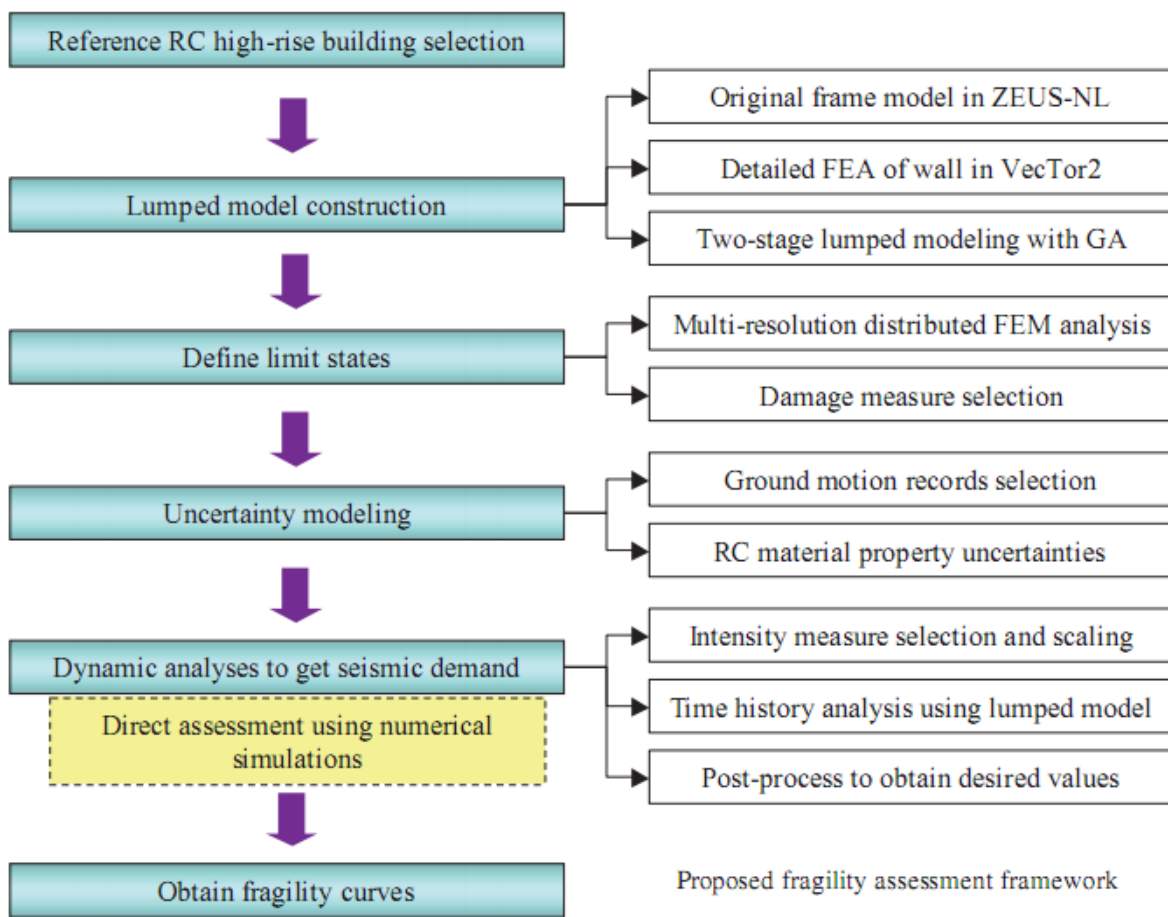 Reference RC high-rise building selection
Original frame model in ZEUS-NL
Detailed FEA of wall in VecTor2
Lumped model construction
Two-stage lumped modeling with GA
Multi-resolution distributed FEM analysis
Define limit states
Damage measure selection
Ground motion records selection
Uncertainty modeling
RC material property uncertainties
Intensity measure selection and scaling
Dynamic analyses to get seismic demand
Time history analysis using lumped model
Direct assessment using numerical
simulations
Post-process to obtain desired values
Obtain fragility curves
Proposed fragility assessment framework